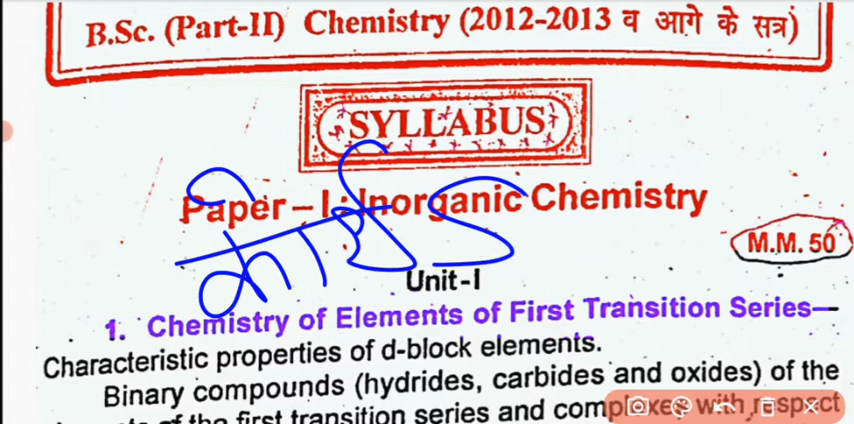 B.Sc. (Part-II) Chemistry (2012-2013 व आगे के सत्र)
SYLLABUS
Paper – I : Inorganic Chemistry
M.M. 50
Unit-I
1. Chemistry of Elements of First Transition Series—
Characteristic properties of d-block elements.
Binary compounds (hydrides, carbides and oxides) of the
of the first transition series and complexes with respect